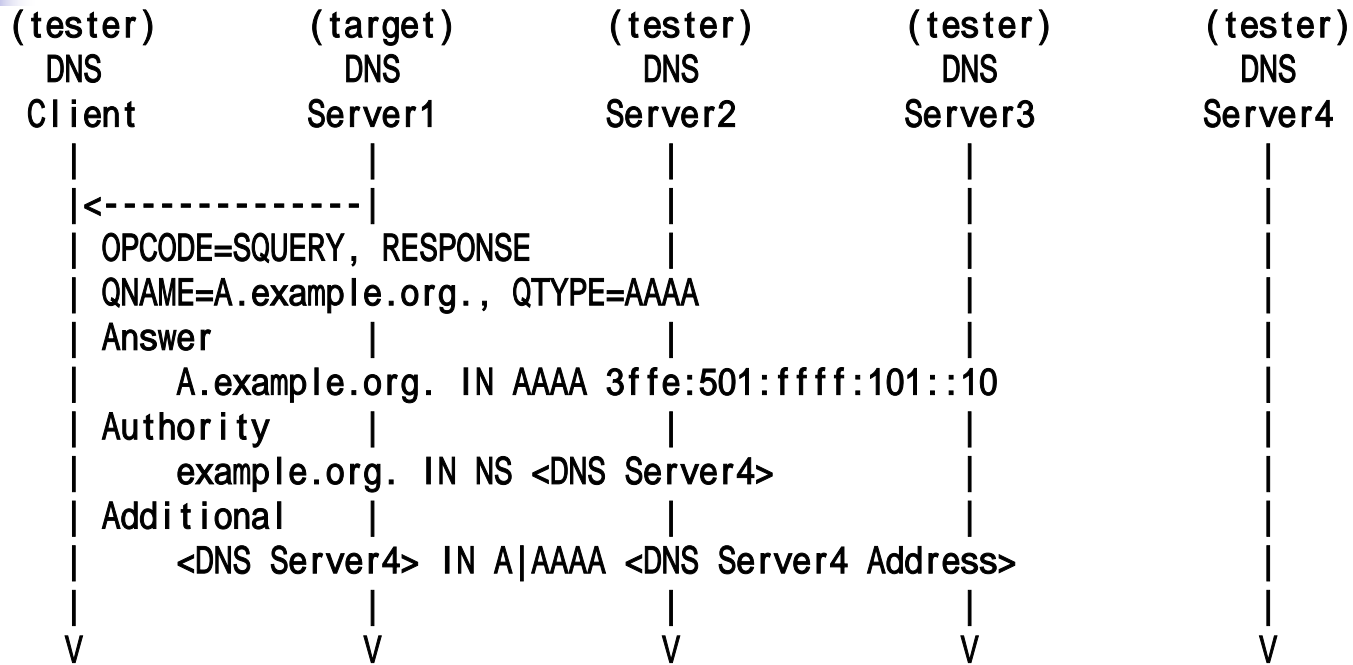 (tester) (target) (tester) (tester) (tester)
DNS DNS DNS DNS DNS
Client Server1 Server2 Server3 Server4
| | | | |
|<--------------| | | |
| OPCODE=SQUERY, RESPONSE | | |
| QNAME=A.example.org., QTYPE=AAAA | |
| Answer | | | |
| A.example.org. IN AAAA 3ffe:501:ffff:101::10 |
| Authority | | | |
| example.org. IN NS <DNS Server4> | |
| Additional | | | |
| <DNS Server4> IN A|AAAA <DNS Server4 Address> |
| | | | |
V V V V V